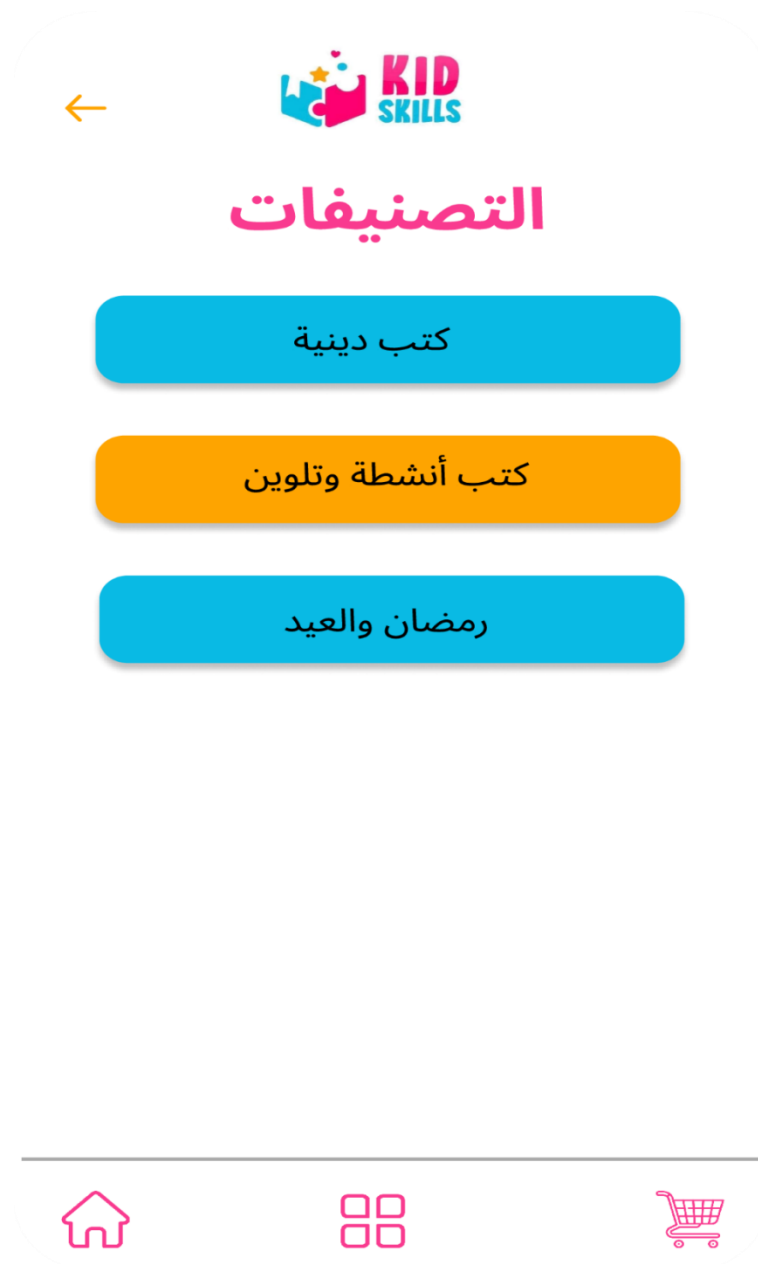 KID
SKILLS
التصنيفات
كتب دينية
كتب أنشطة وتلوين
رمضان والعيد